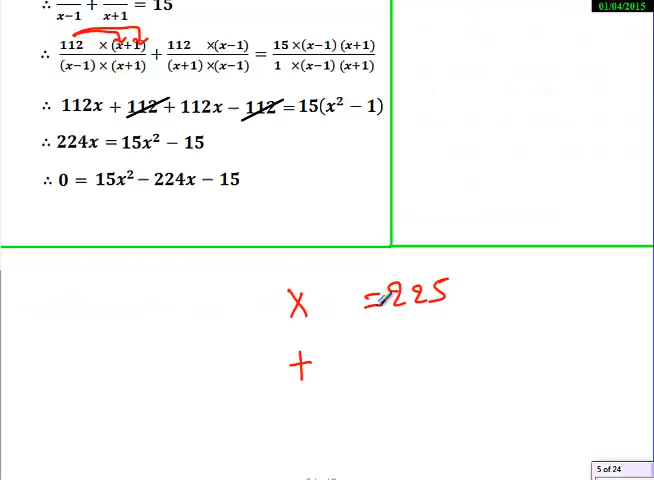 01/04/2015
∴ ―/(x−1) + ―/(x+1) = 15
∴ (112 ×(x+1))/((x−1)×(x+1)) + (112 ×(x−1))/((x+1)×(x−1)) = (15×(x−1)(x+1))/(1 ×(x−1)(x+1))
∴ 112x + 112 + 112x − 112 = 15(x² − 1)
∴ 224x = 15x² − 15
∴ 0 = 15x² − 224x − 15
× =225
+
5 of 24